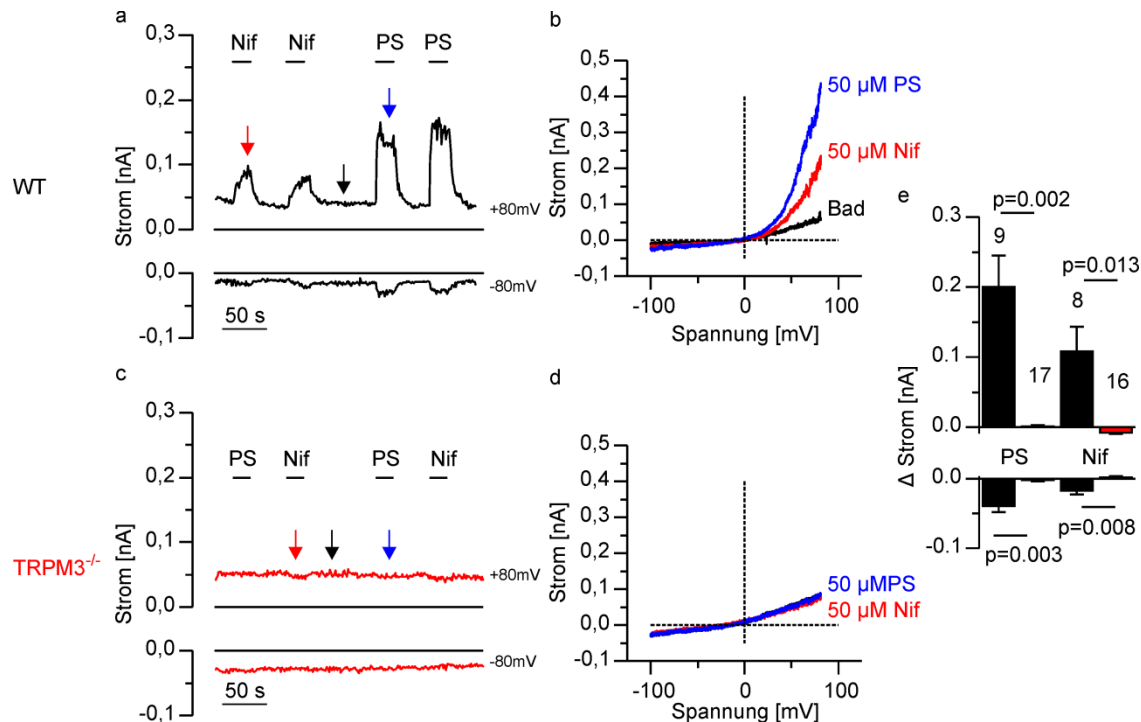 a
0,3
0,2
0,1
0,0
0,0
-0,1
Strom [nA]
Nif
Nif
PS
PS
+80mV
-80mV
50 s
WT
b
0,5
0,4
0,3
0,2
0,1
0,0
-0,1
Strom [nA]
50 µM PS
50 µM Nif
Bad
-100
0
100
Spannung [mV]
c
0,3
0,2
0,1
0,0
0,0
-0,1
Strom [nA]
PS
Nif
PS
Nif
+80mV
-80mV
50 s
TRPM3-/-
d
0,5
0,4
0,3
0,2
0,1
0,0
-0,1
Strom [nA]
50 µMPS
50 µM Nif
-100
0
100
Spannung [mV]
e
p=0.002
0.3
9
p=0.013
0.2
8
0.1
17
16
0.0
Δ Strom [nA]
PS
Nif
-0.0
-0.1
p=0.008
p=0.003